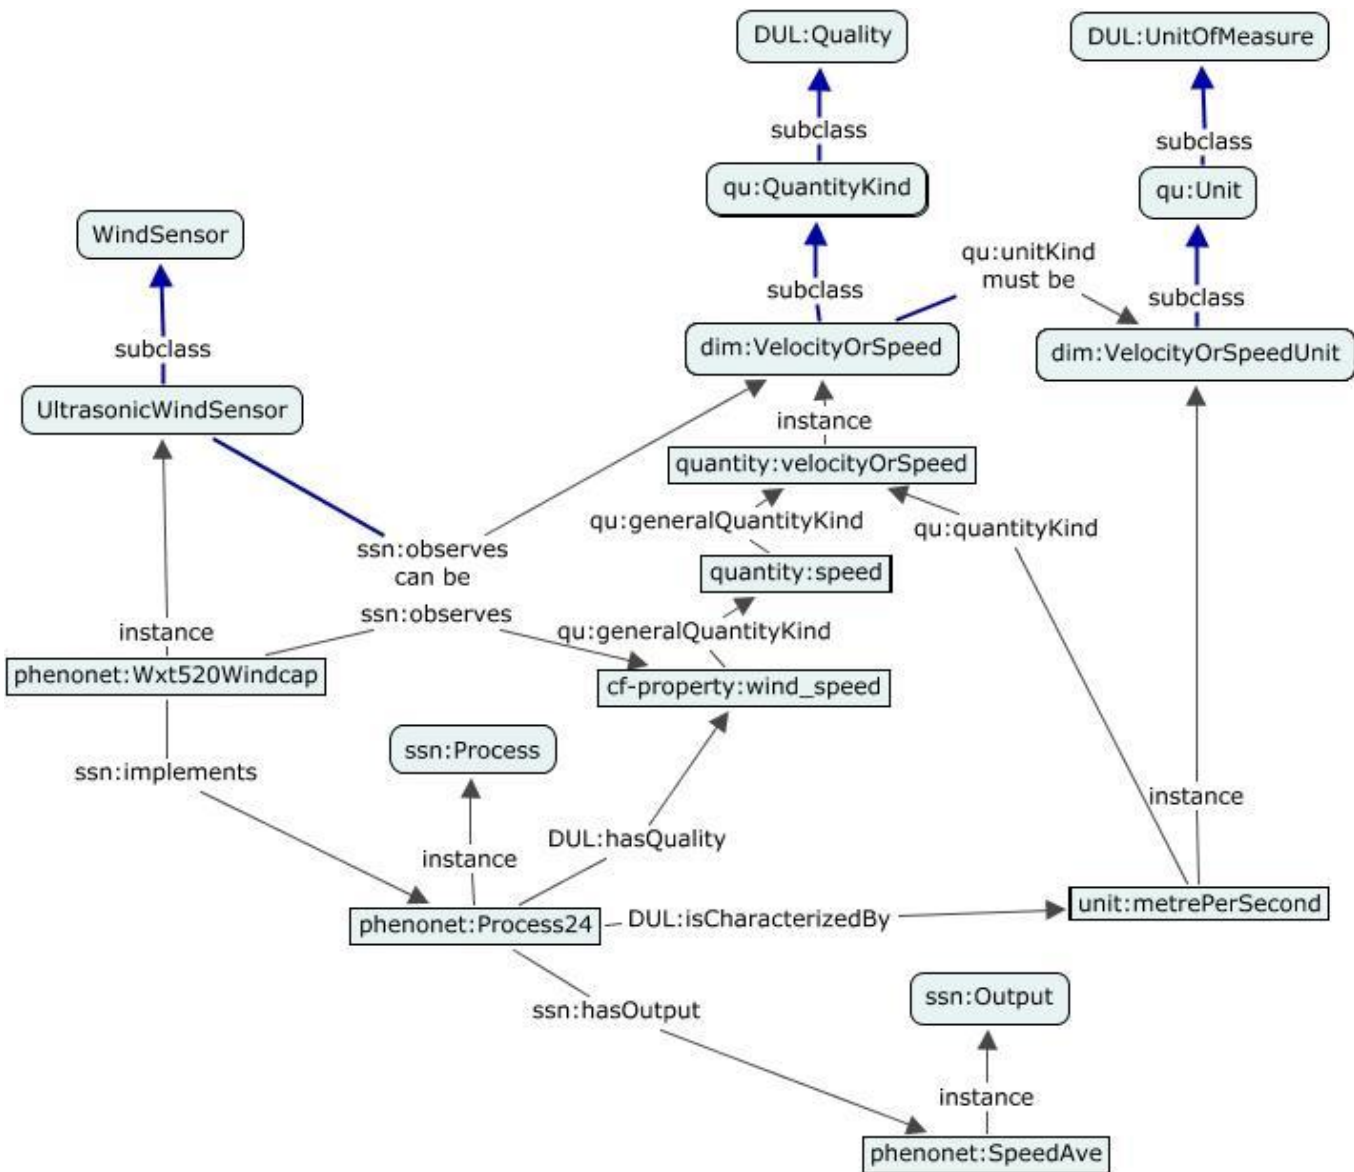 DUL:Quality
DUL:UnitOfMeasure
subclass
subclass
qu:QuantityKind
qu:Unit
WindSensor
qu:unitKind
must be
subclass
subclass
subclass
dim:VelocityOrSpeed
dim:VelocityOrSpeedUnit
UltrasonicWindSensor
instance
quantity:velocityOrSpeed
qu:generalQuantityKind
qu:quantityKind
ssn:observes
can be
quantity:speed
ssn:observes
instance
qu:generalQuantityKind
phenonet:Wxt520Windcap
cf-property:wind_speed
ssn:Process
ssn:implements
instance
DUL:hasQuality
instance
unit:metrePerSecond
phenonet:Process24
DUL:isCharacterizedBy
ssn:Output
ssn:hasOutput
instance
phenonet:SpeedAve